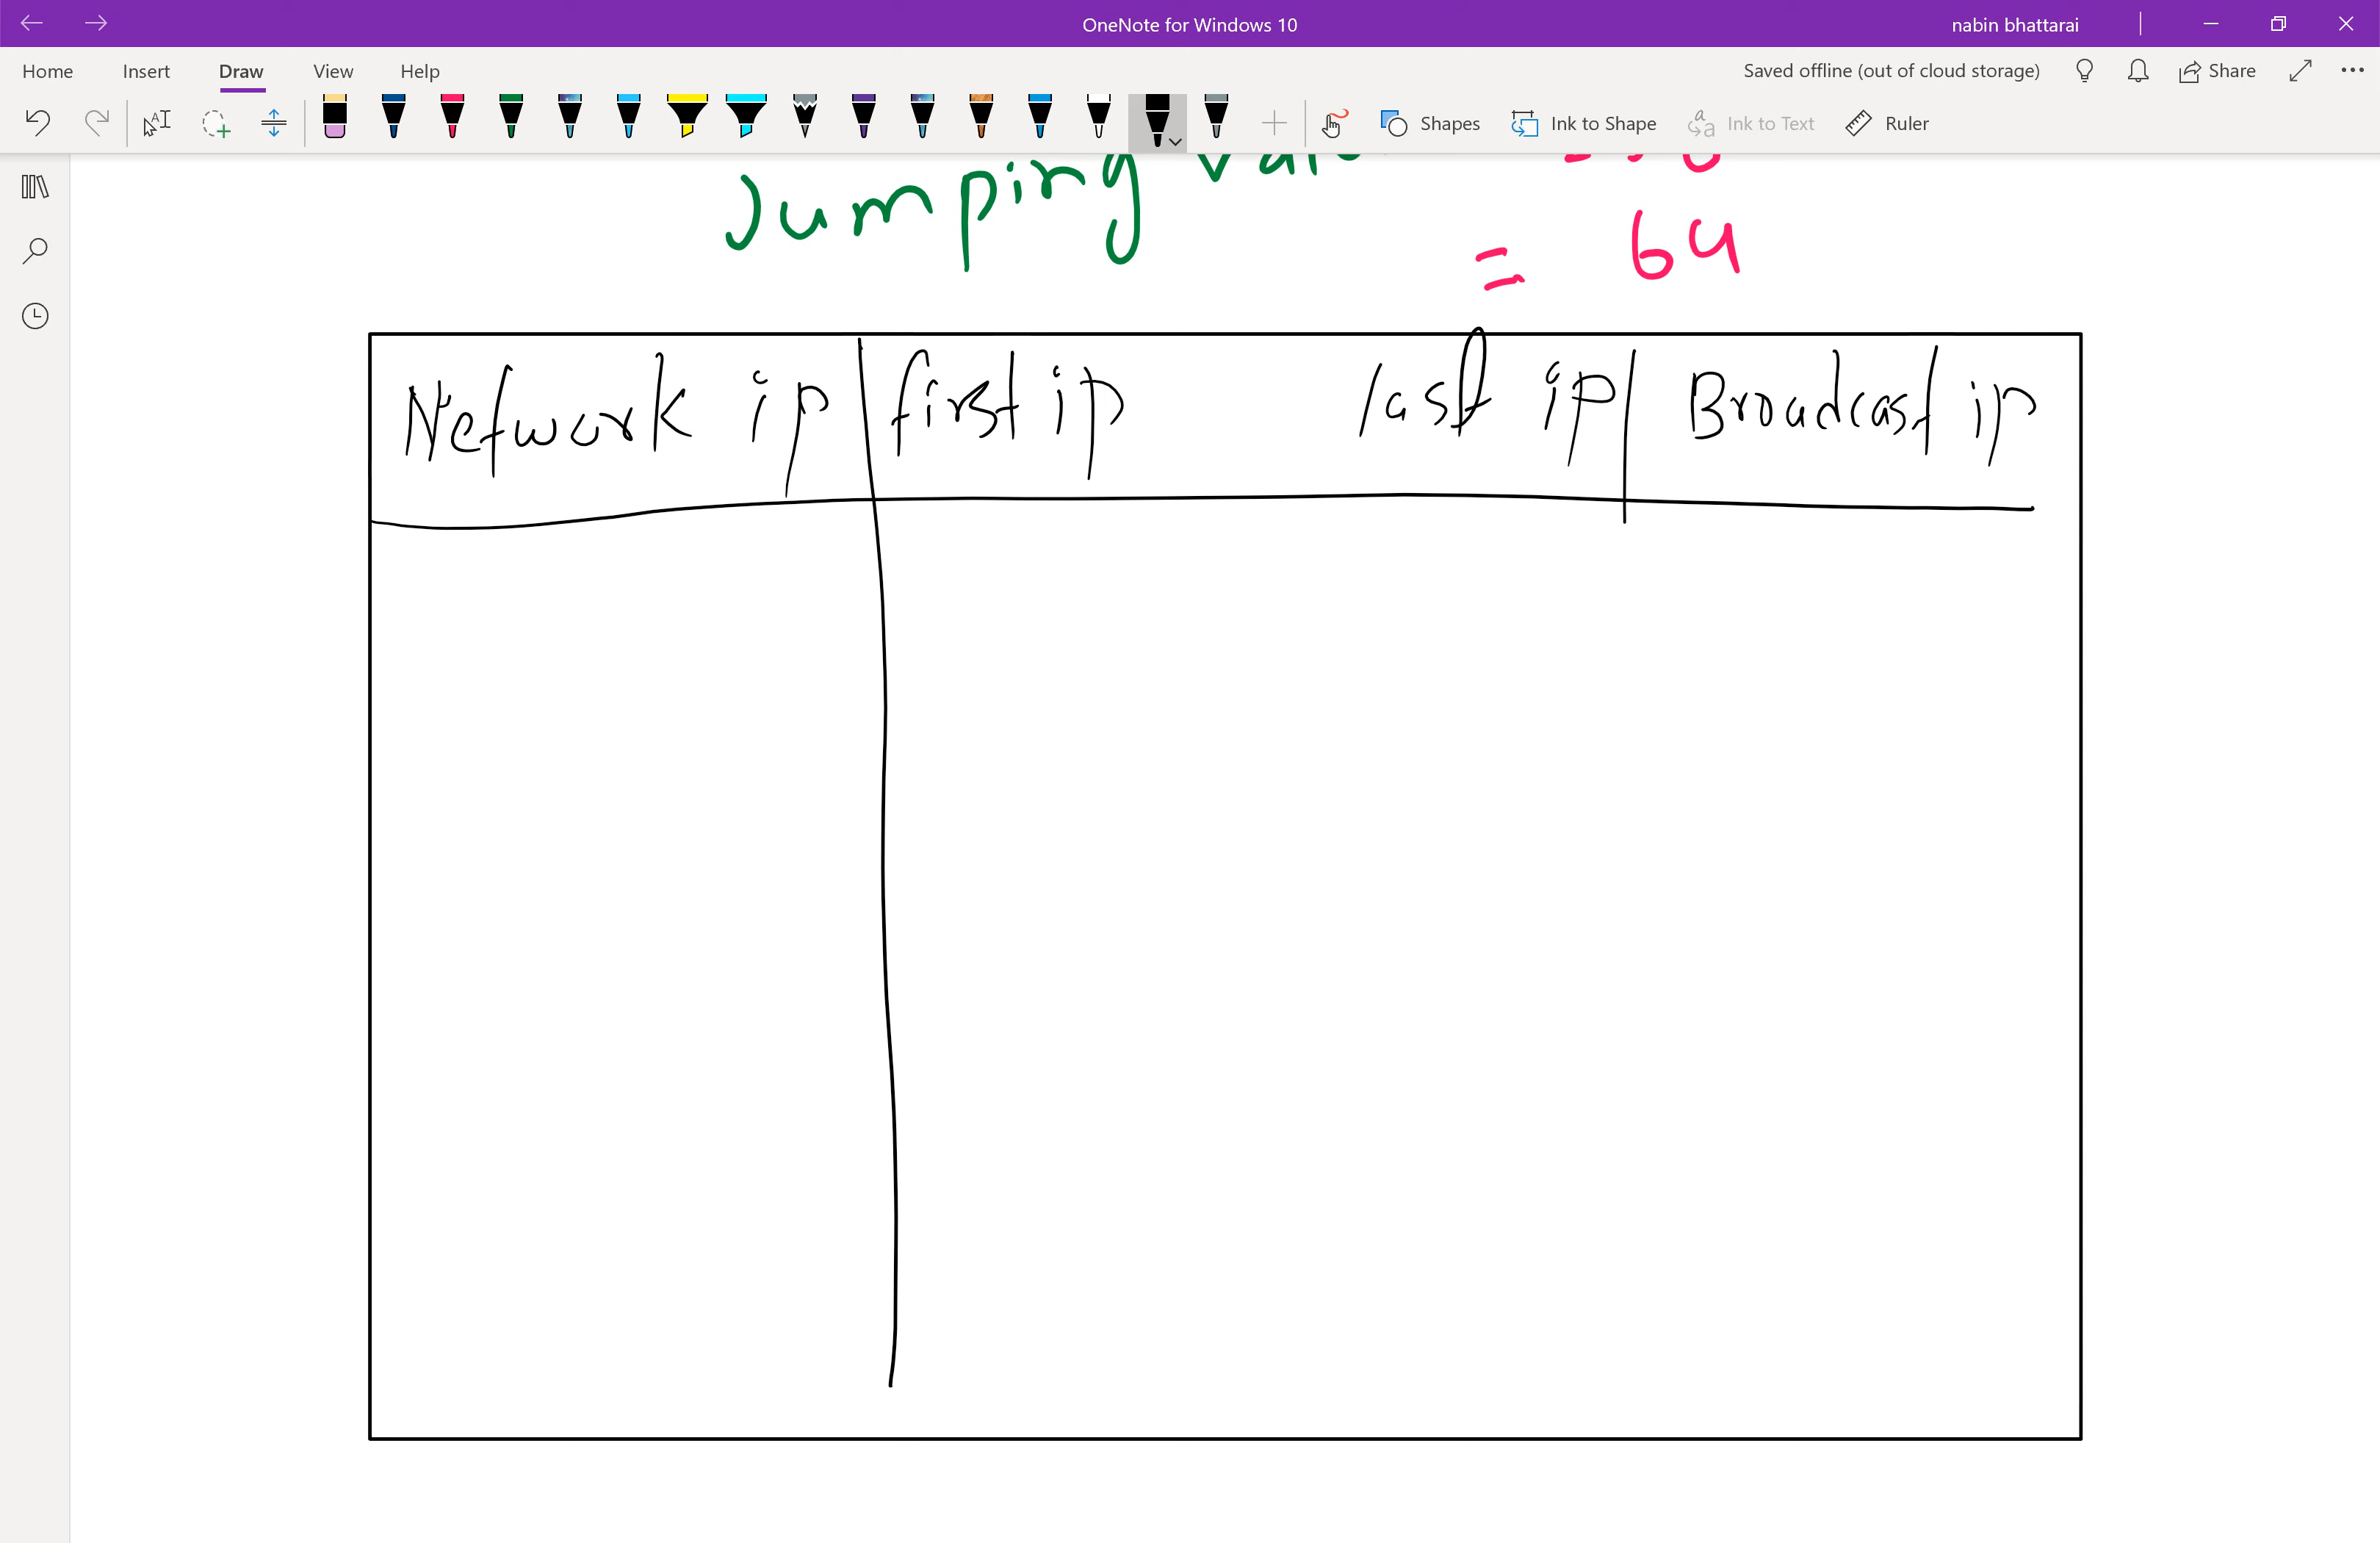 OneNote for Windows 10
nabin bhattarai
Home Insert Draw View Help
Saved offline (out of cloud storage)
Share
Shapes Ink to Shape Ink to Text Ruler
Jumping
= 64
Network ip first ip last ip Broadcast ip